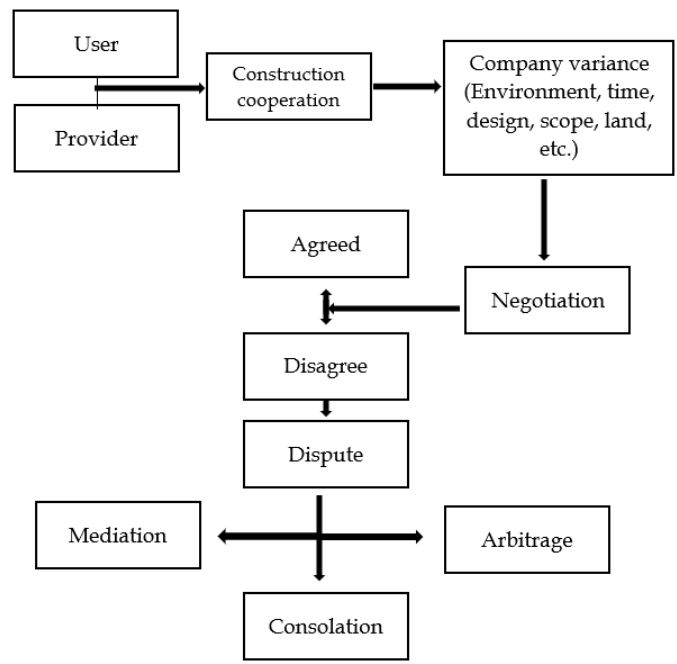 User
Provider
Construction
cooperation
Company variance
(Environment, time,
design, scope, land,
etc.)
Negotiation
Agreed
Disagree
Dispute
Mediation
Arbitrage
Consolation